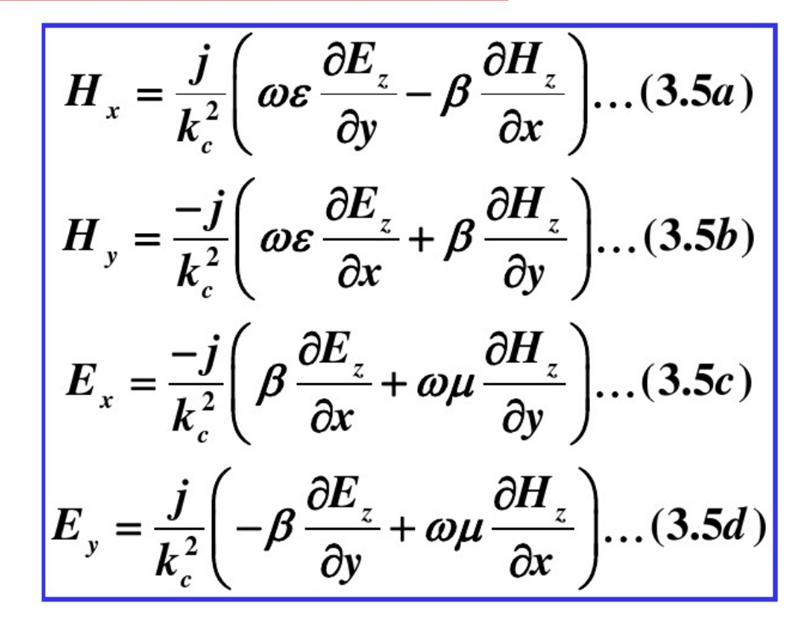 H_x = j/k_c^2 ( ωε ∂E_z/∂y − β ∂H_z/∂x )...(3.5a)
H_y = −j/k_c^2 ( ωε ∂E_z/∂x + β ∂H_z/∂y )...(3.5b)
E_x = −j/k_c^2 ( β ∂E_z/∂x + ωμ ∂H_z/∂y )...(3.5c)
E_y = j/k_c^2 ( −β ∂E_z/∂y + ωμ ∂H_z/∂x )...(3.5d)